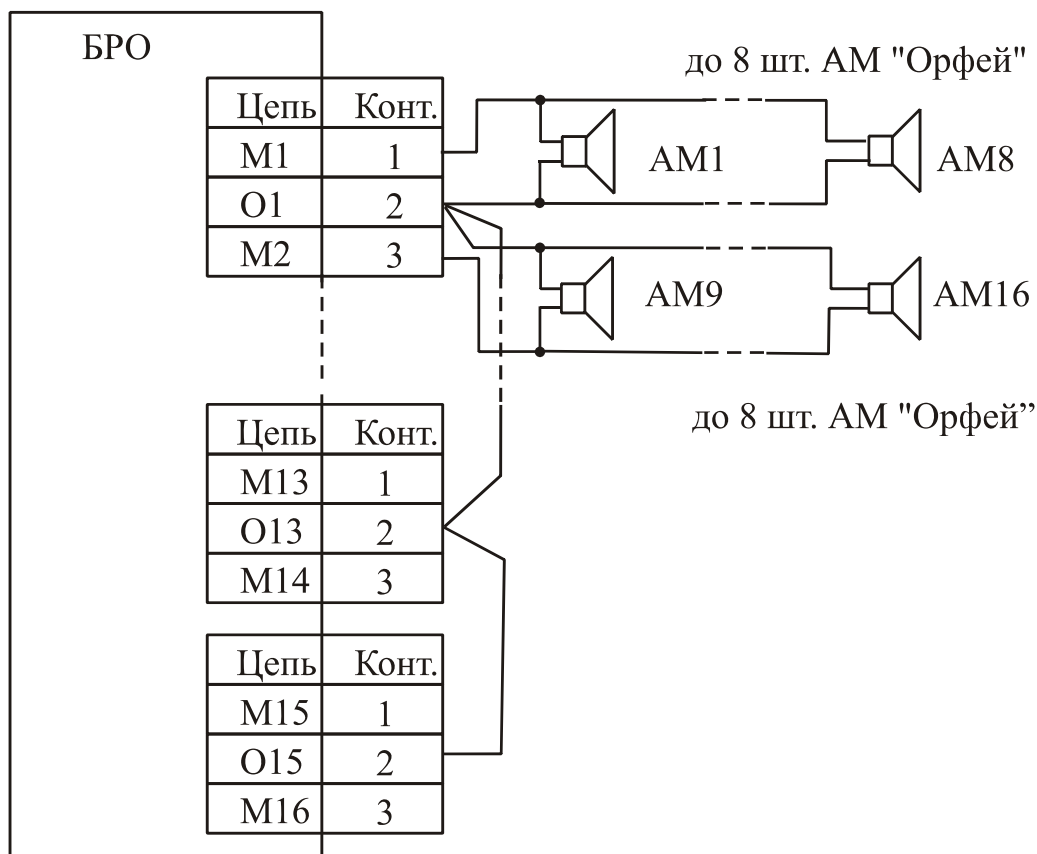 БРО
до 8 шт. АМ "Орфей"
Цепь Конт.
М1 1
О1 2
М2 3
АМ1 АМ8
АМ9 АМ16
до 8 шт. АМ "Орфей”
Цепь Конт.
М13 1
О13 2
М14 3
Цепь Конт.
М15 1
О15 2
М16 3